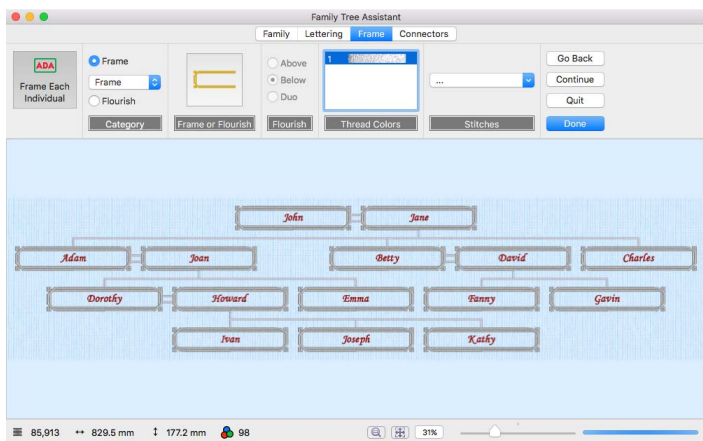 Family Tree Assistant
Family Lettering Frame Connectors
ADA
Frame Each
Individual
Frame
Frame
Flourish
Category
Frame or Flourish
Above
Below
Duo
Flourish
1
Thread Colors
...
Stitches
Go Back
Continue
Quit
Done
John Jane
Adam Joan Betty David Charles
Dorothy Howard Emma Fanny Gavin
Ivan Joseph Kathy
85,913 ↔ 829.5 mm ↕ 177.2 mm 98 31%